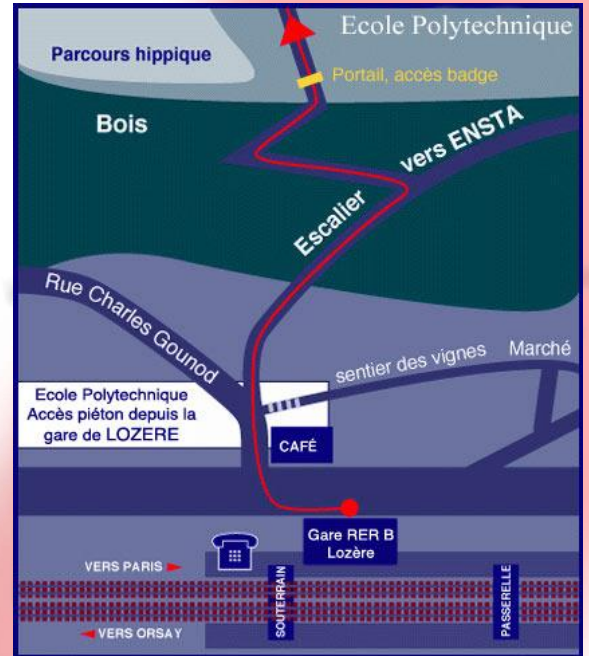 Ecole Polytechnique
Parcours hippique
Portail, accès badge
Bois
vers ENSTA
Escalier
Rue Charles Gounod
sentier des vignes
Marché
Ecole Polytechnique
Accès piéton depuis la
gare de LOZERE
CAFÉ
Gare RER B
Lozère
VERS PARIS
SOUTERRAIN
PASSERELLE
VERS ORSAY